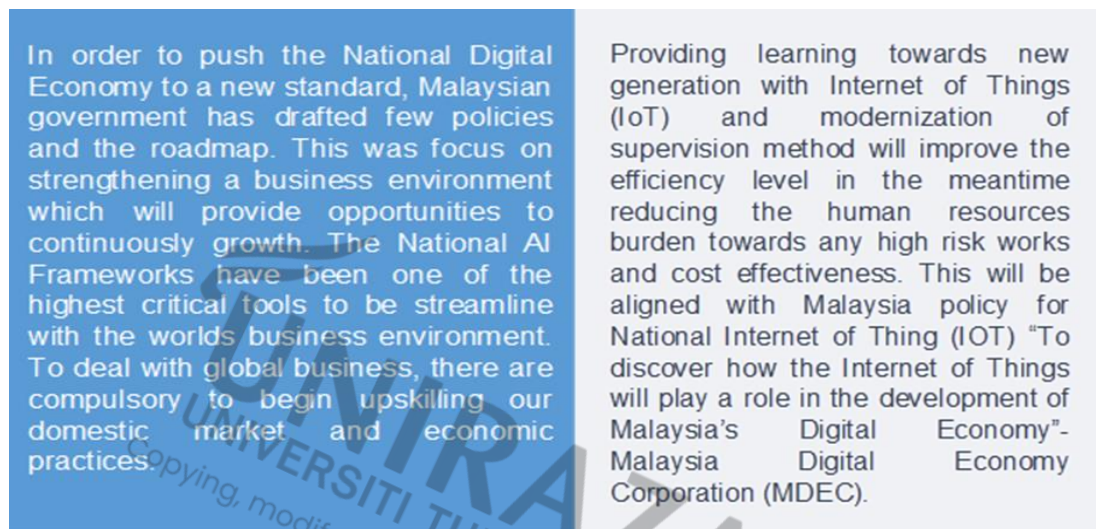 In order to push the National Digital
Economy to a new standard, Malaysian
government has drafted few policies
and the roadmap. This was focus on
strengthening a business environment
which will provide opportunities to
continuously growth. The National AI
Frameworks have been one of the
highest critical tools to be streamline
with the worlds business environment.
To deal with global business, there are
compulsory to begin upskilling our
domestic market and economic
practices.
Providing learning towards new
generation with Internet of Things
(IoT) and modernization of
supervision method will improve the
efficiency level in the meantime
reducing the human resources
burden towards any high risk works
and cost effectiveness. This will be
aligned with Malaysia policy for
National Internet of Thing (IOT) “To
discover how the Internet of Things
will play a role in the development of
Malaysia's Digital Economy”-
Malaysia Digital Economy
Corporation (MDEC).
UNIRAZA
UNIVERSITI TU
Copying, modif